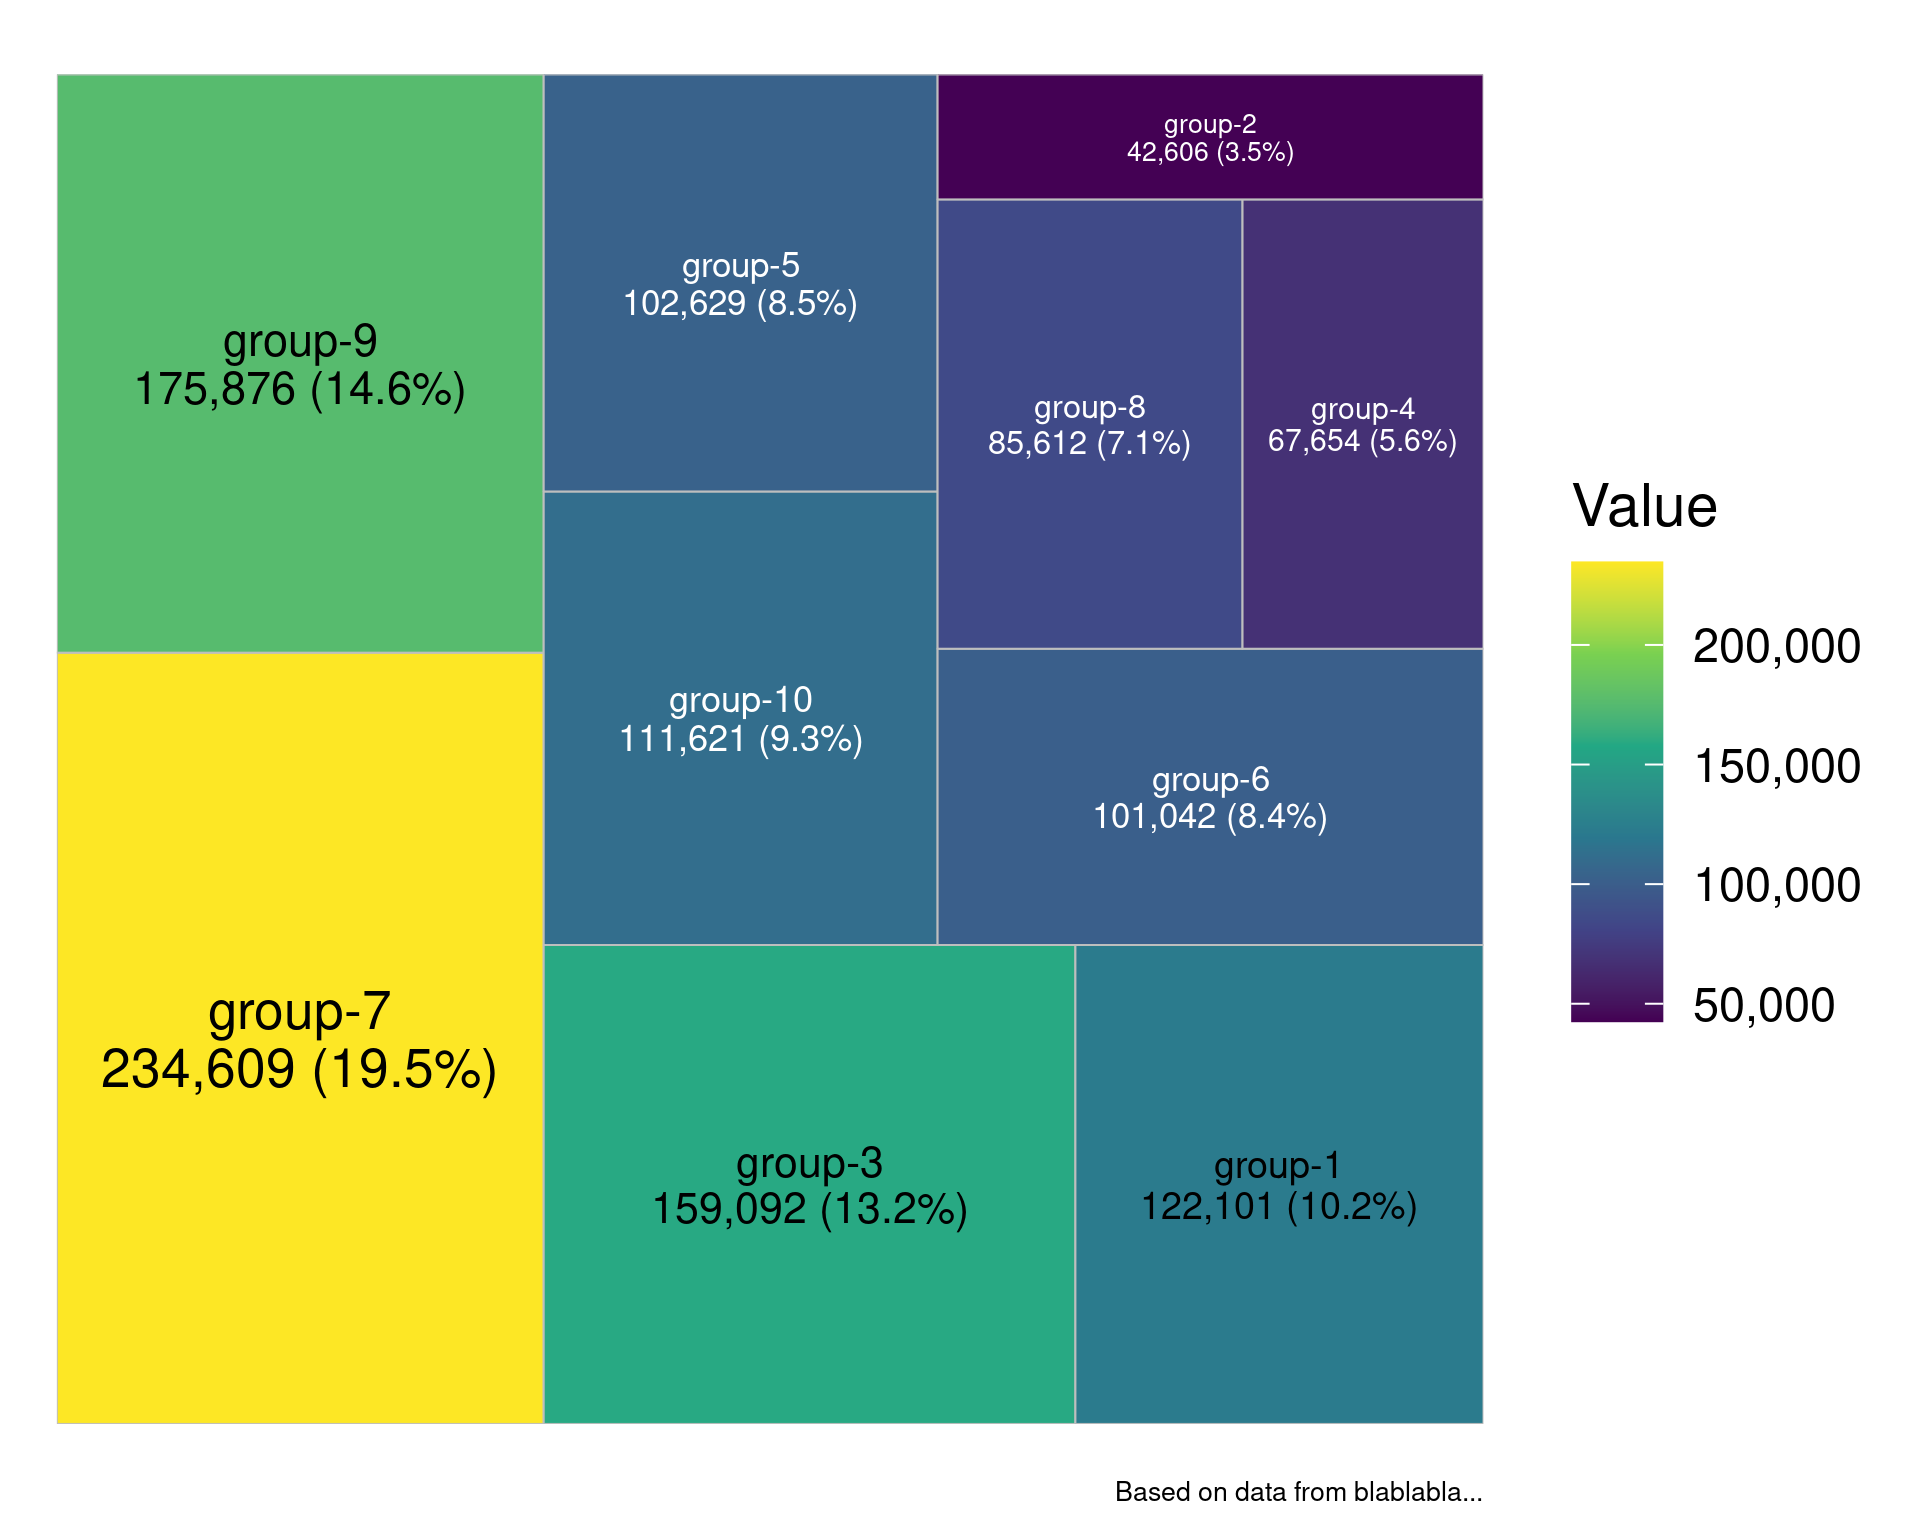 group-9
175,876 (14.6%)
group-7
234,609 (19.5%)
group-5
102,629 (8.5%)
group-10
111,621 (9.3%)
group-2
42,606 (3.5%)
group-8
85,612 (7.1%)
group-4
67,654 (5.6%)
group-6
101,042 (8.4%)
group-3
159,092 (13.2%)
group-1
122,101 (10.2%)
Value
200,000
150,000
100,000
50,000
Based on data from blablabla...